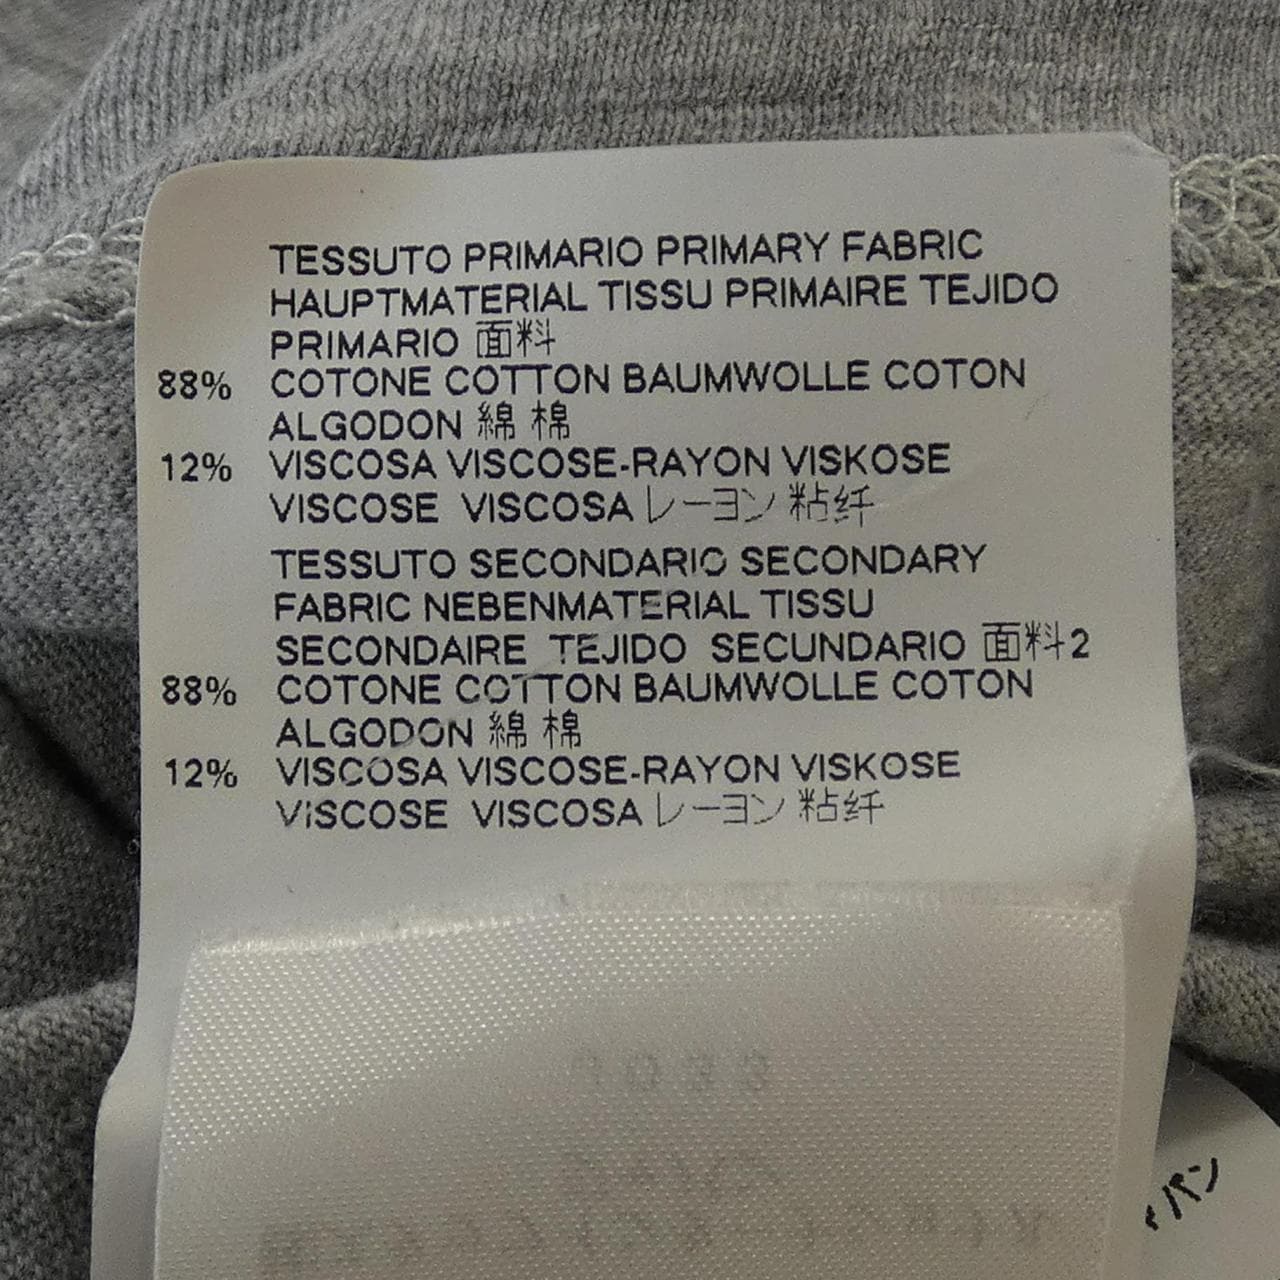 TESSUTO PRIMARIO PRIMARY FABRIC
HAUPTMATERIAL TISSU PRIMAIRE TEJIDO
PRIMARIO 面料
88% COTONE COTTON BAUMWOLLE COTON
ALGODON 綿 棉
12% VISCOSA VISCOSE-RAYON VISKOSE
VISCOSE VISCOSA レーヨン 粘纤
TESSUTO SECONDARIO SECONDARY
FABRIC NEBENMATERIAL TISSU
SECONDAIRE TEJIDO SECUNDARIO 面料2
88% COTONE COTTON BAUMWOLLE COTON
ALGODON 綿 棉
12% VISCOSA VISCOSE-RAYON VISKOSE
VISCOSE VISCOSA レーヨン 粘纤
パン